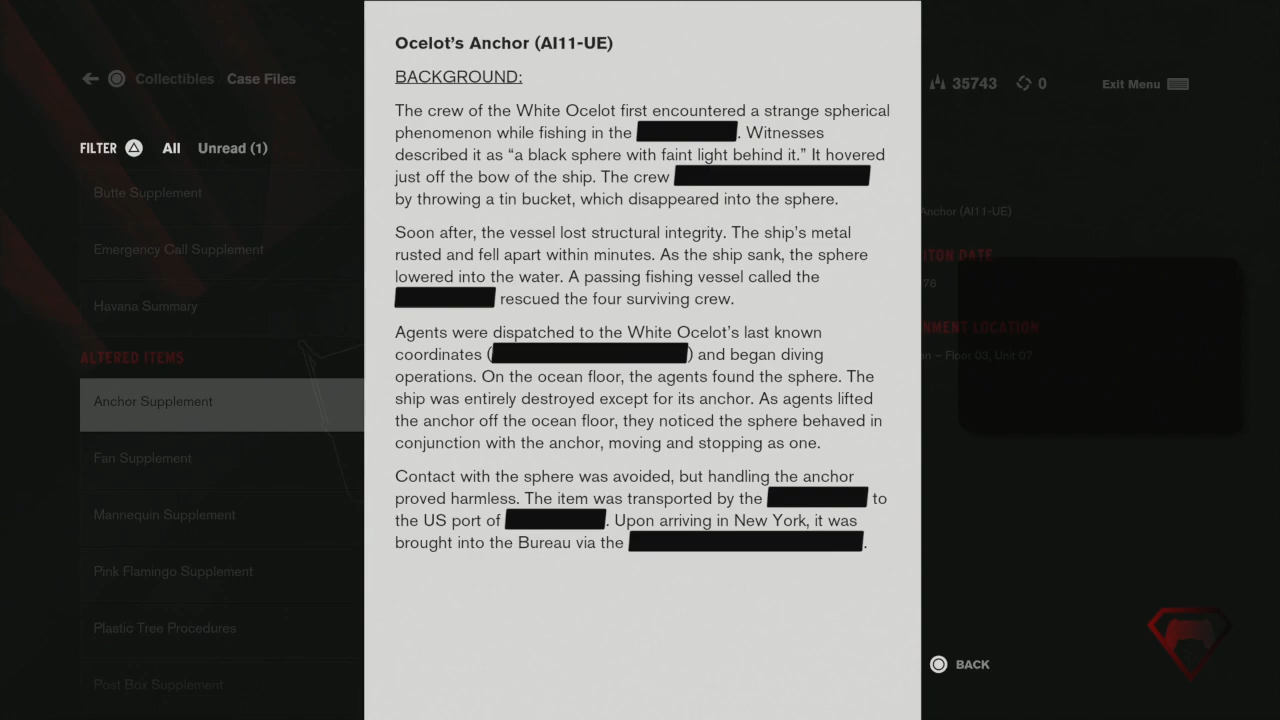 Collectibles Case Files
35743 0 Exit Menu
FILTER All Unread (1)
Butte Supplement
Emergency Call Supplement
Havana Summary
ALTERED ITEMS
Anchor Supplement
Fan Supplement
Mannequin Supplement
Pink Flamingo Supplement
Plastic Tree Procedures
Post Box Supplement
Ocelot’s Anchor (AI11-UE)
BACKGROUND:
The crew of the White Ocelot first encountered a strange spherical
phenomenon while fishing in the . Witnesses
described it as “a black sphere with faint light behind it.” It hovered
just off the bow of the ship. The crew
by throwing a tin bucket, which disappeared into the sphere.
Soon after, the vessel lost structural integrity. The ship’s metal
rusted and fell apart within minutes. As the ship sank, the sphere
lowered into the water. A passing fishing vessel called the
rescued the four surviving crew.
Agents were dispatched to the White Ocelot’s last known
coordinates ( ) and began diving
operations. On the ocean floor, the agents found the sphere. The
ship was entirely destroyed except for its anchor. As agents lifted
the anchor off the ocean floor, they noticed the sphere behaved in
conjunction with the anchor, moving and stopping as one.
Contact with the sphere was avoided, but handling the anchor
proved harmless. The item was transported by the to
the US port of . Upon arriving in New York, it was
brought into the Bureau via the .
Anchor (AI11-UE)
ITON DATE
76
NMENT LOCATION
on – Floor 03, Unit 07
BACK